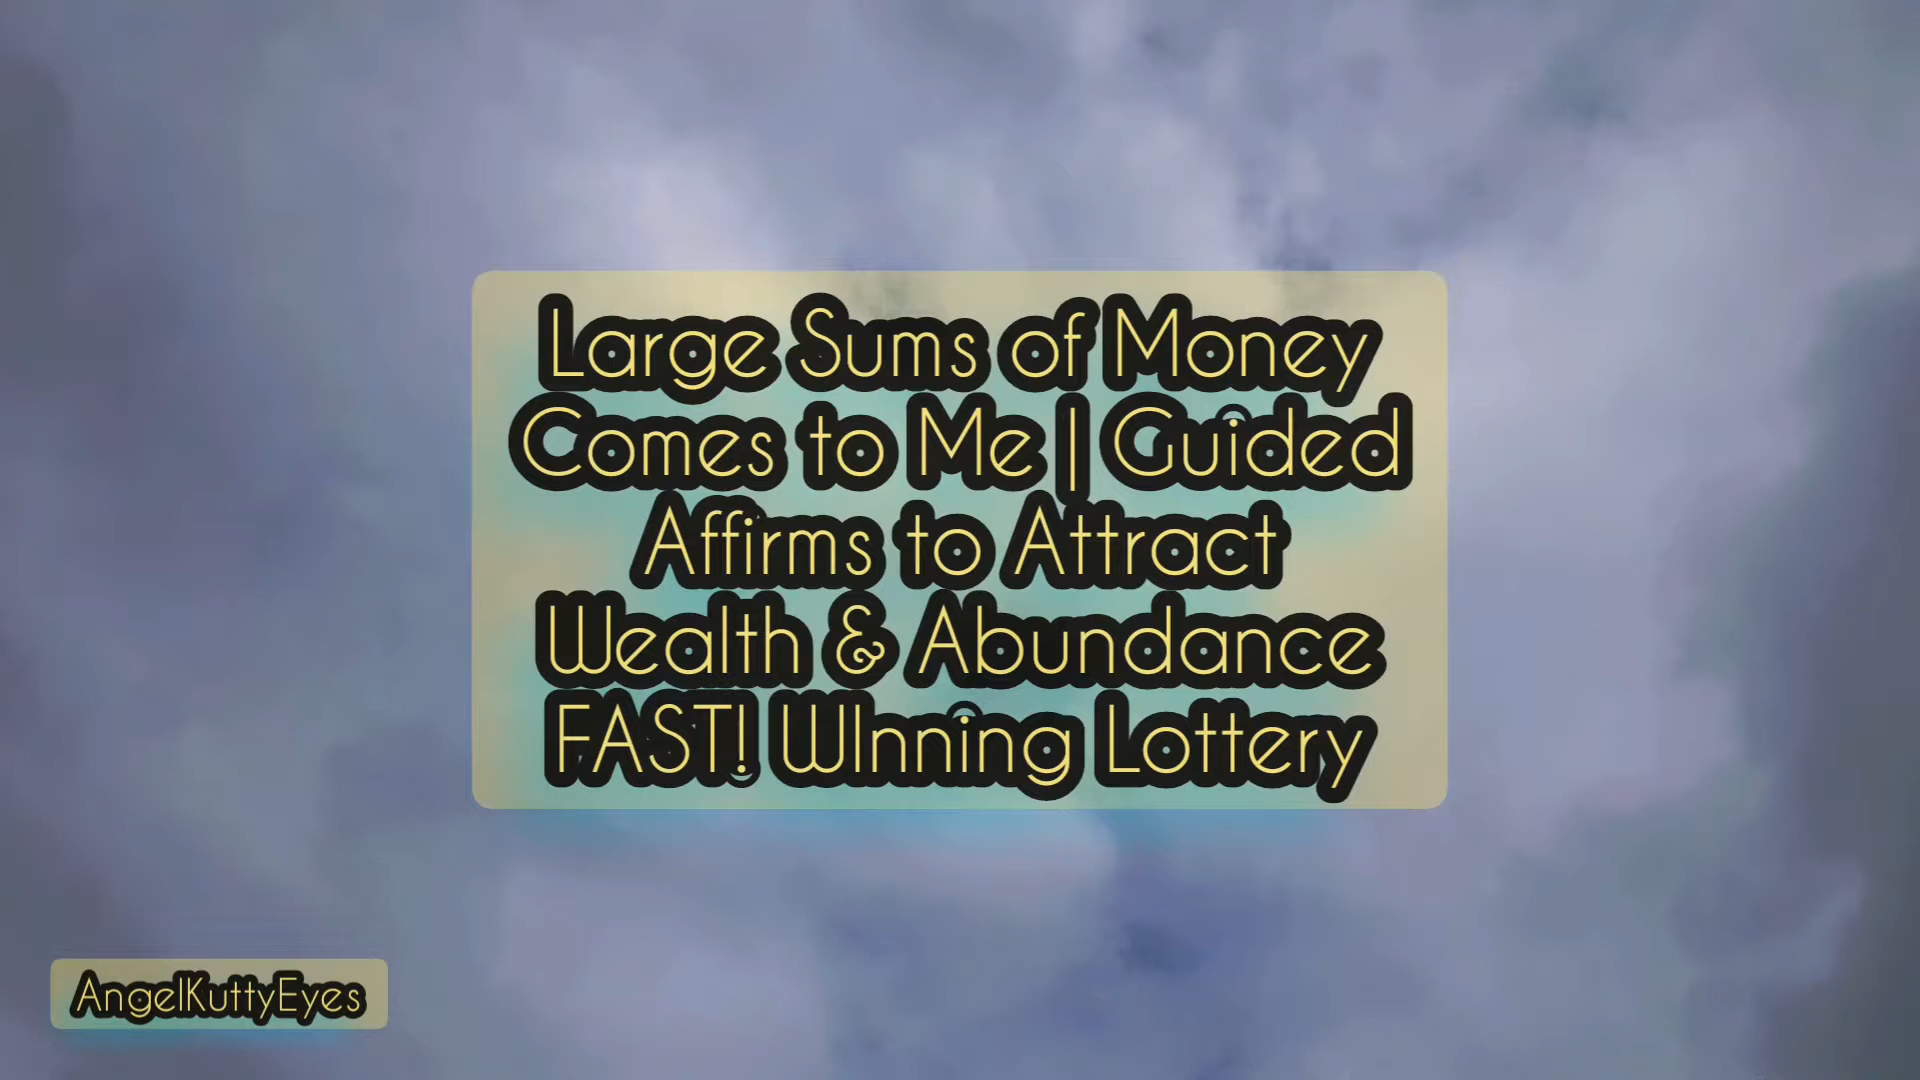 Large Sums of Money
Comes to Me | Guided
Affirms to Attract
Wealth & Abundance
FAST! WInning Lottery
AngelKuttyEyes